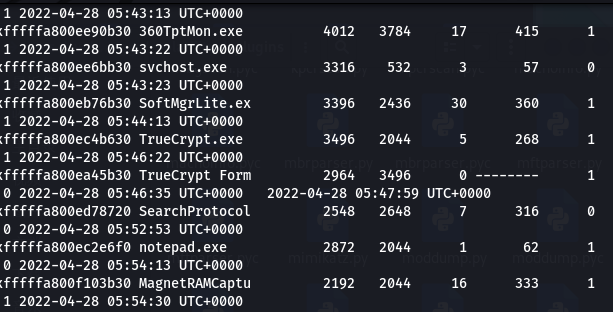 1 2022-04-28 05:43:13 UTC+0000
xfffffa800ee90b30 360TptMon.exe 4012 3784 17 415 1
1 2022-04-28 05:43:22 UTC+0000
xfffffa800ee6bb30 svchost.exe 3316 532 3 57 0
1 2022-04-28 05:43:23 UTC+0000
xfffffa800eb76b30 SoftMgrLite.ex 3396 2436 30 360 1
1 2022-04-28 05:44:13 UTC+0000
xfffffa800ec4b630 TrueCrypt.exe 3496 2044 5 268 1
1 2022-04-28 05:46:22 UTC+0000
xfffffa800ea45b30 TrueCrypt Form 2964 3496 0 -------- 1
0 2022-04-28 05:46:35 UTC+0000 2022-04-28 05:47:59 UTC+0000
xfffffa800ed78720 SearchProtocol 2548 2648 7 316 0
0 2022-04-28 05:52:53 UTC+0000
xfffffa800ec2e6f0 notepad.exe 2872 2044 1 62 1
0 2022-04-28 05:54:13 UTC+0000
xfffffa800f103b30 MagnetRAMCaptu 2192 2044 16 333 1
1 2022-04-28 05:54:30 UTC+0000